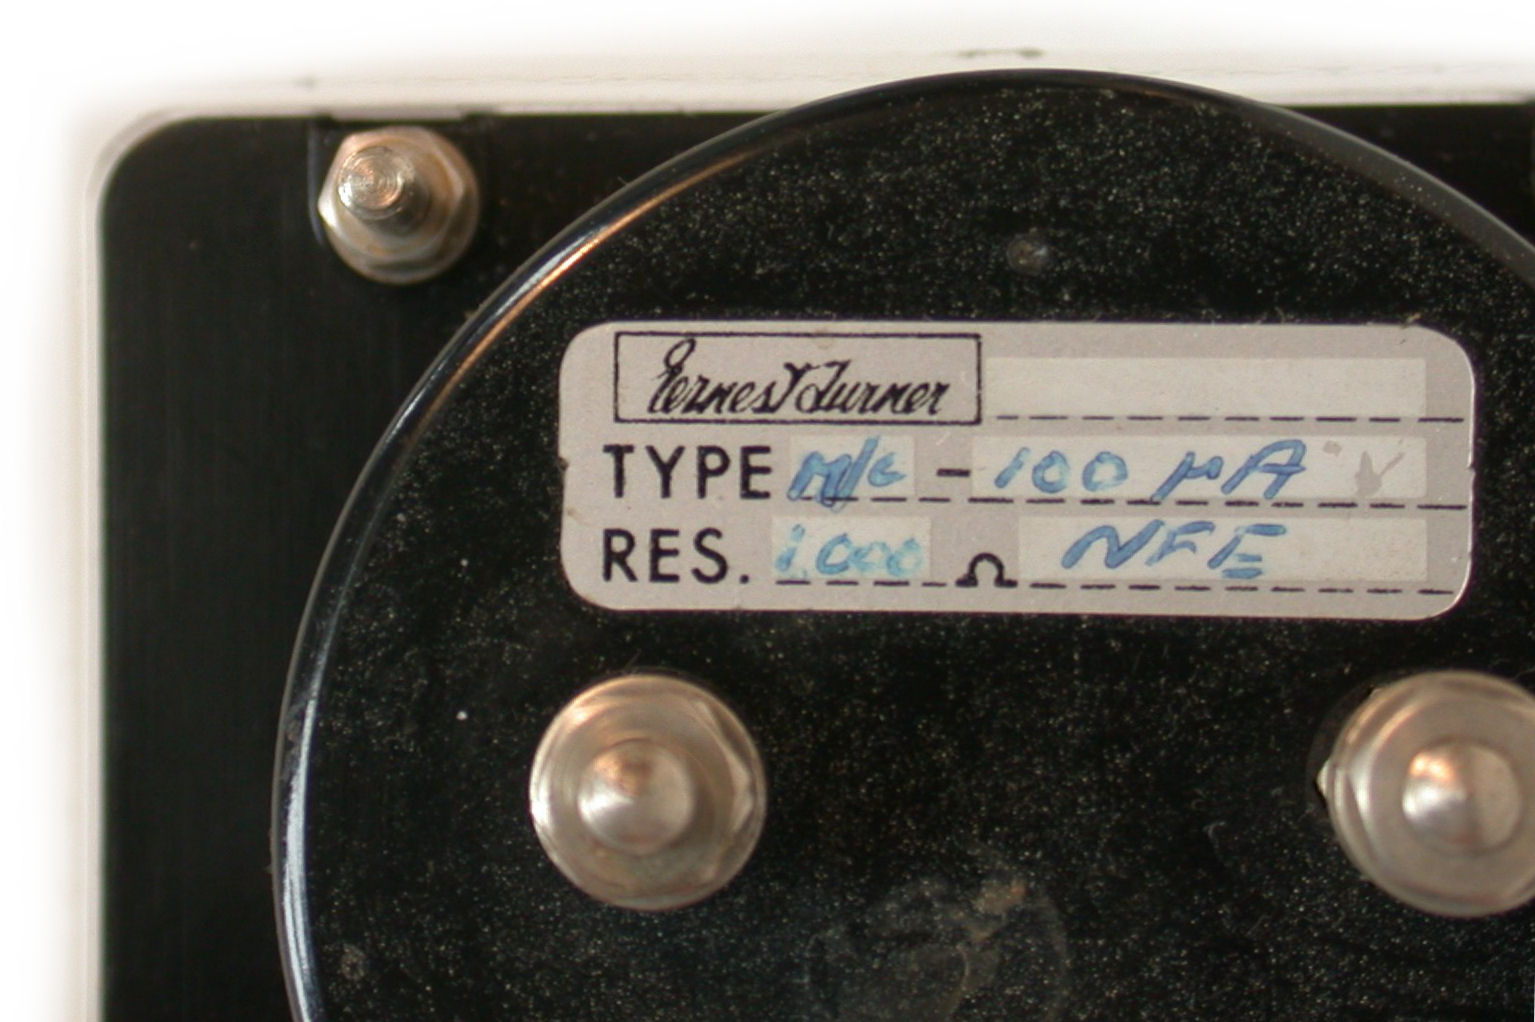 Ernest Turner
TYPE M/C - 100 µA
RES. 1,000 Ω NFE